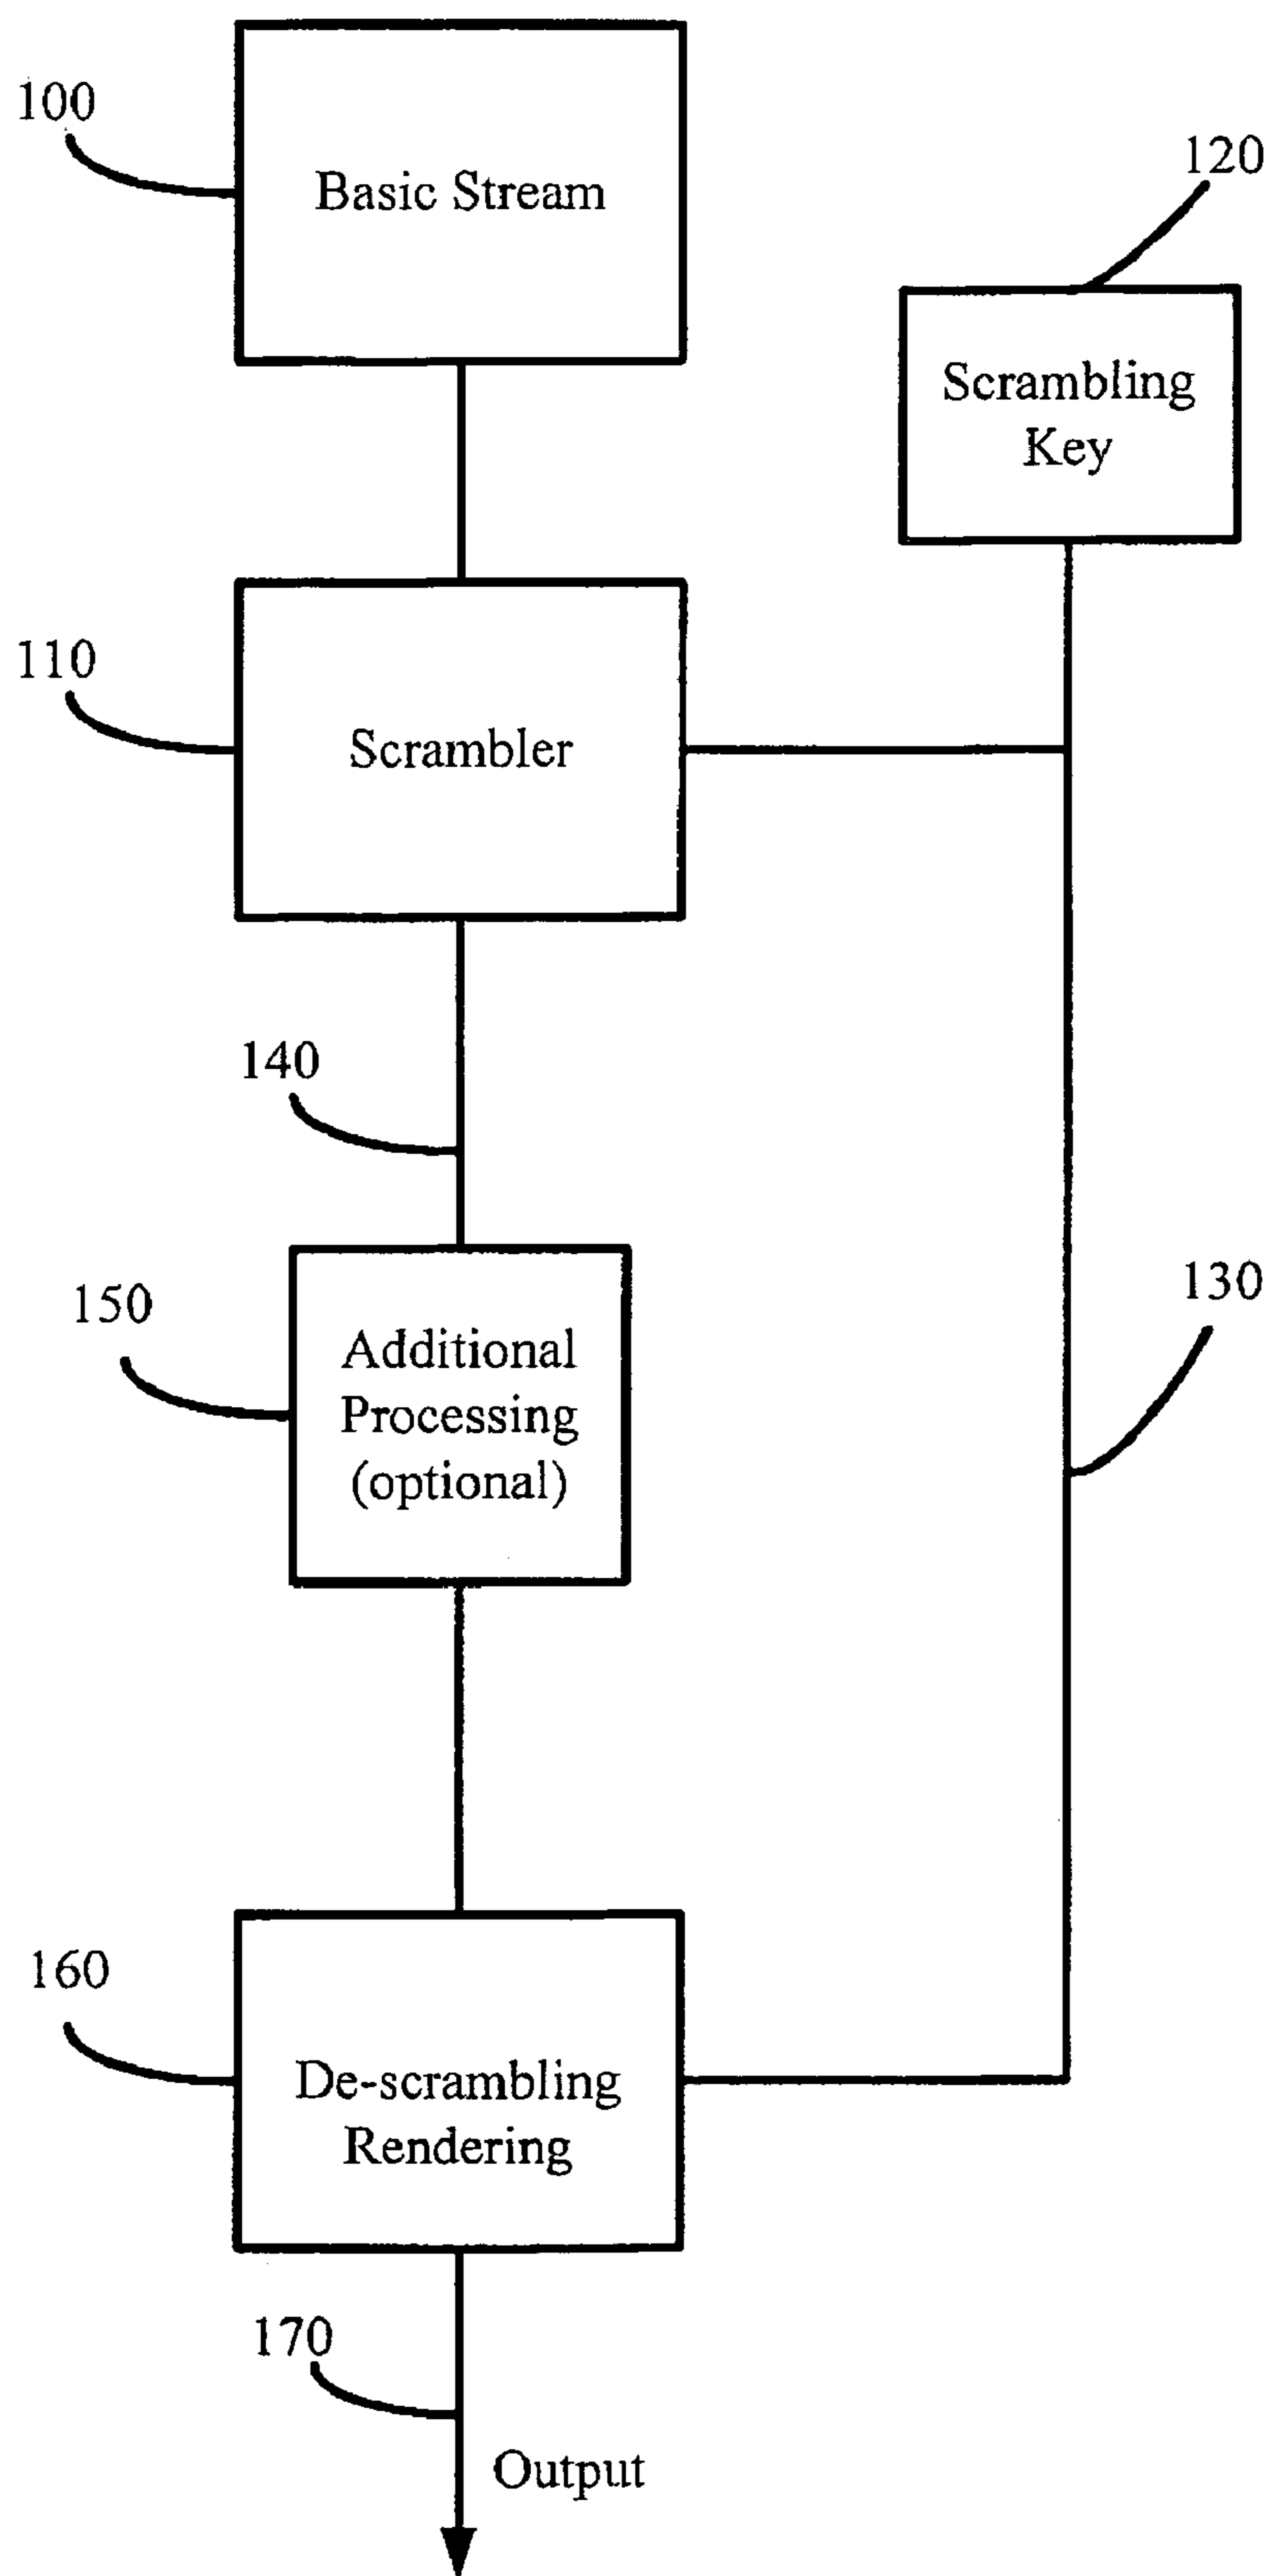 100
Basic Stream
120
Scrambling
Key
110
Scrambler
140
150
Additional
Processing
(optional)
130
160
De-scrambling
Rendering
170
Output